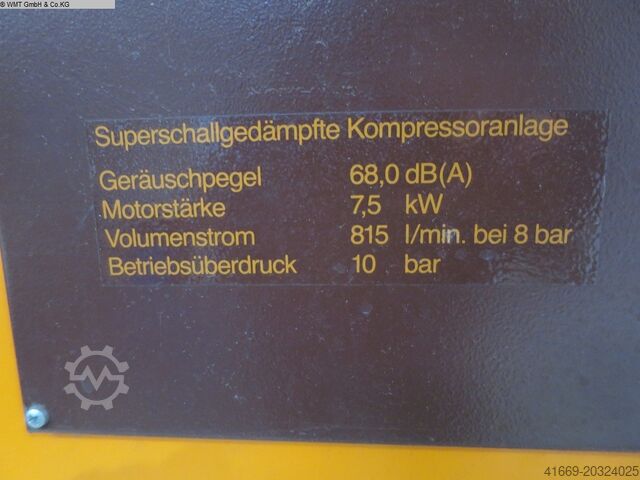 © WMT GmbH & Co.KG
Superschallgedämpfte Kompressoranlage
Geräuschpegel 68,0 dB(A)
Motorstärke 7,5 kW
Volumenstrom 815 l/min. bei 8 bar
Betriebsüberdruck 10 bar
41669-20324025